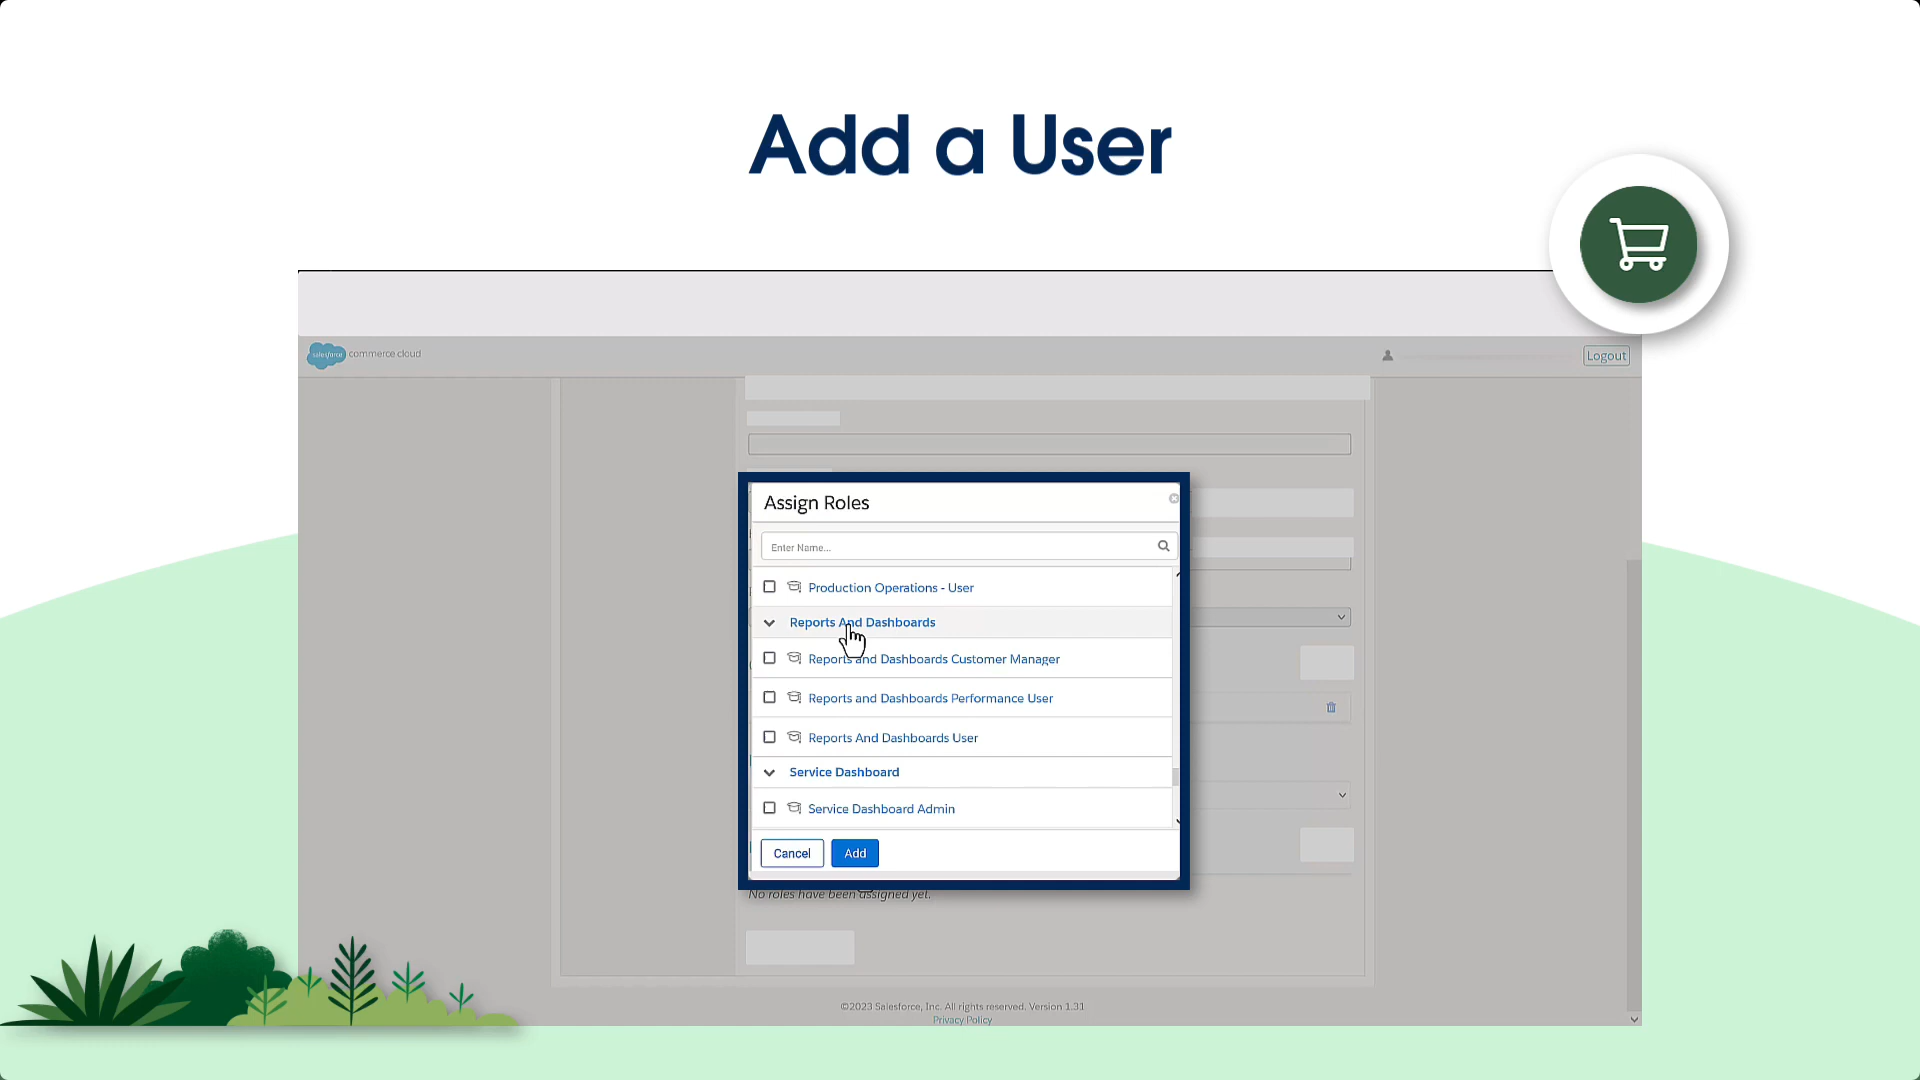 Add a User
salesforce commerce cloud
Logout
Assign Roles
Enter Name...
Production Operations - User
Reports And Dashboards
Reports and Dashboards Customer Manager
Reports and Dashboards Performance User
Reports And Dashboards User
Service Dashboard
Service Dashboard Admin
Cancel Add
No roles have been assigned yet.
©2023 Salesforce, Inc. All rights reserved. Version 1.31
Privacy Policy